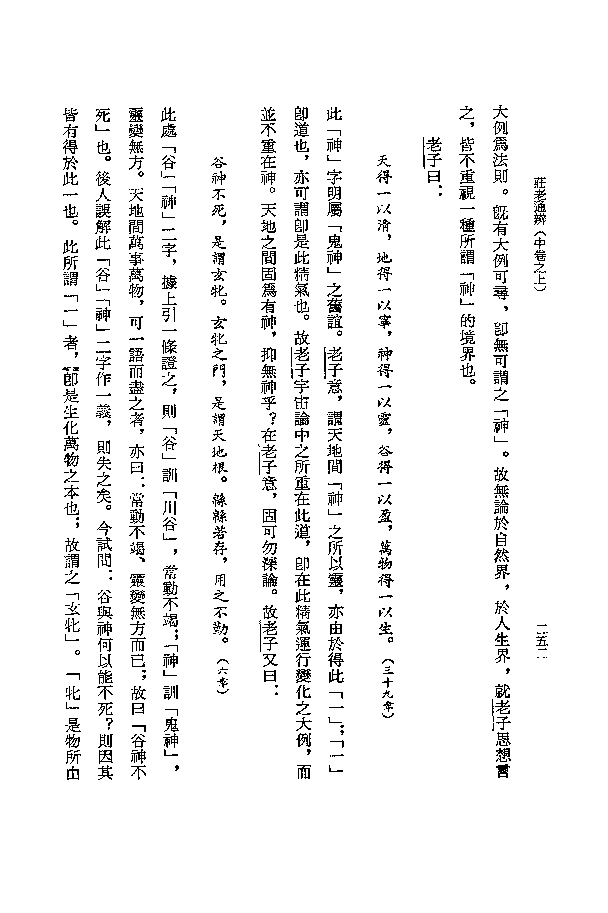 莊老通辨（中卷之上）
二五二
大例為法則。既有大例可尋，卽無可謂之「神」。故無論於自然界，於人生界，就老子思想言
之，皆不重視一種所謂「神」的境界也。
老子曰：
天得一以清，地得一以寧，神得一以靈，谷得一以盈，萬物得一以生。（三十九章）
此「神」字明屬「鬼神」之舊誼。老子意，謂天地間「神」之所以靈，亦由於得此「一」；「一」
卽道也，亦可謂卽是此精氣也。故老子宇宙論中之所重在此道，卽在此精氣運行變化之大例，而
並不重在神。天地之間固為有神，抑無神乎？在老子意，固可勿深論。故老子又曰：
谷神不死，是謂玄牝。玄牝之門，是謂天地根。緜緜若存，用之不勤。（六章）
此處「谷」「神」二字，據上引一條證之，則「谷」訓「川谷」，常動不竭；「神」訓「鬼神」，
靈變無方。天地間萬事萬物，可一語而盡之者，亦曰：常動不竭、靈變無方而已；故曰「谷神不
死」也。後人誤解此「谷」「神」二字作一義，則失之矣。今試問：谷與神何以能不死？則因其
皆有得於此一也。此所謂「一」者，卽是生化萬物之本也；故謂之「玄牝」。「牝」是物所由